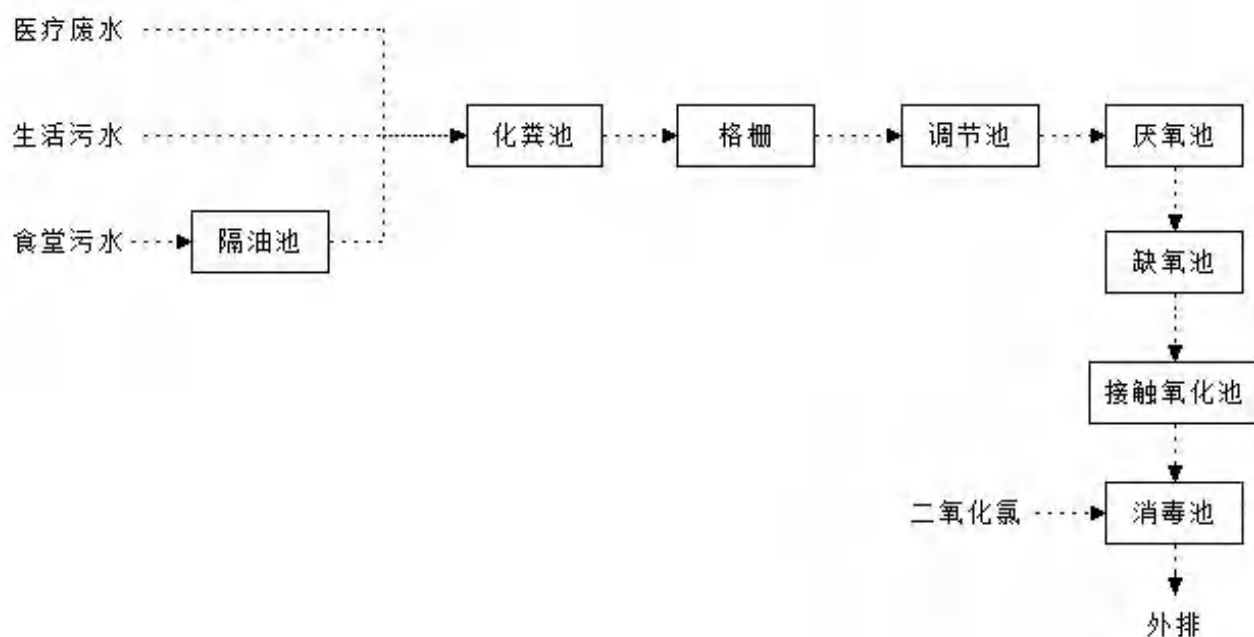 医疗废水
生活污水
化粪池
格栅
调节池
厌氧池
食堂污水
隔油池
缺氧池
接触氧化池
二氧化氯
消毒池
外排